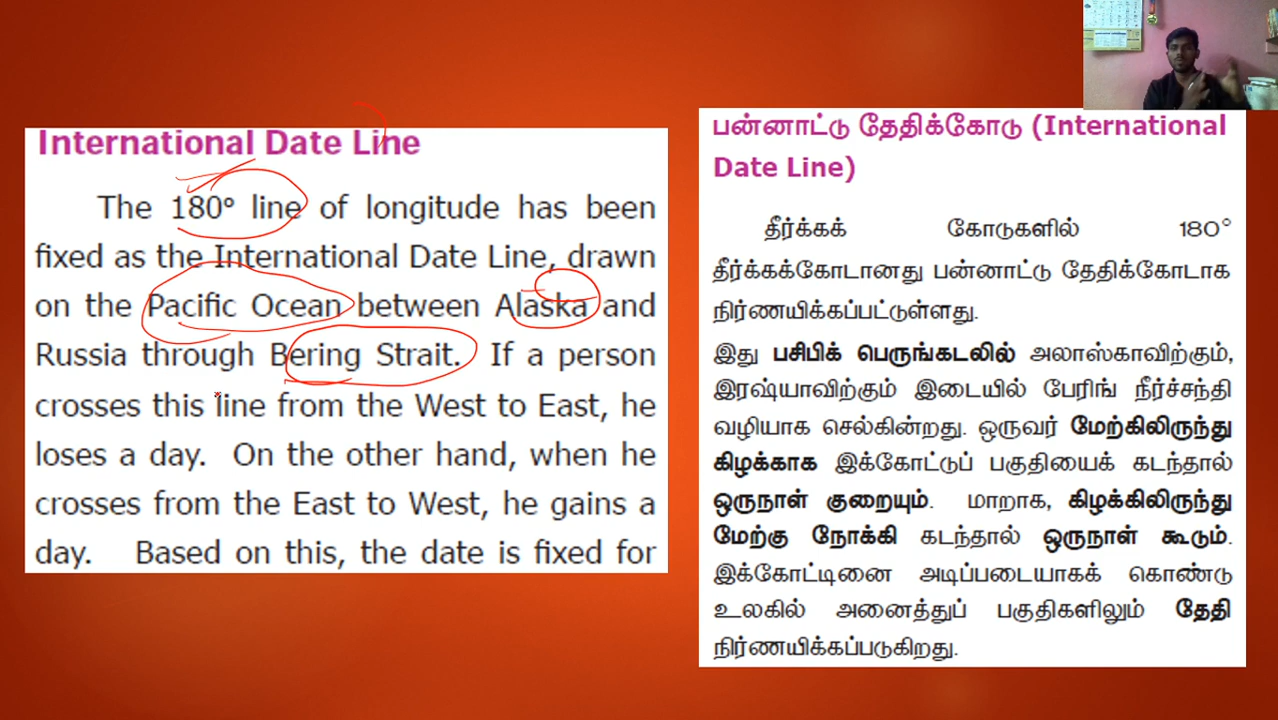 International Date Line
The 180° line of longitude has been
fixed as the International Date Line, drawn
on the Pacific Ocean between Alaska and
Russia through Bering Strait. If a person
crosses this line from the West to East, he
loses a day. On the other hand, when he
crosses from the East to West, he gains a
day. Based on this, the date is fixed for
பன்னாட்டு தேதிக்கோடு (International
Date Line)
தீர்க்கக் கோடுகளில் 180°
தீர்க்கக்கோடானது பன்னாட்டு தேதிக்கோடாக
நிர்ணயிக்கப்பட்டுள்ளது.
இது பசிபிக் பெருங்கடலில் அலாஸ்காவிற்கும்,
இரஷ்யாவிற்கும் இடையில் பேரிங் நீர்ச்சந்தி
வழியாக செல்கின்றது. ஒருவர் மேற்கிலிருந்து
கிழக்காக இக்கோட்டுப் பகுதியைக் கடந்தால்
ஒருநாள் குறையும். மாறாக, கிழக்கிலிருந்து
மேற்கு நோக்கி கடந்தால் ஒருநாள் கூடும்.
இக்கோட்டினை அடிப்படையாகக் கொண்டு
உலகில் அனைத்துப் பகுதிகளிலும் தேதி
நிர்ணயிக்கப்படுகிறது.